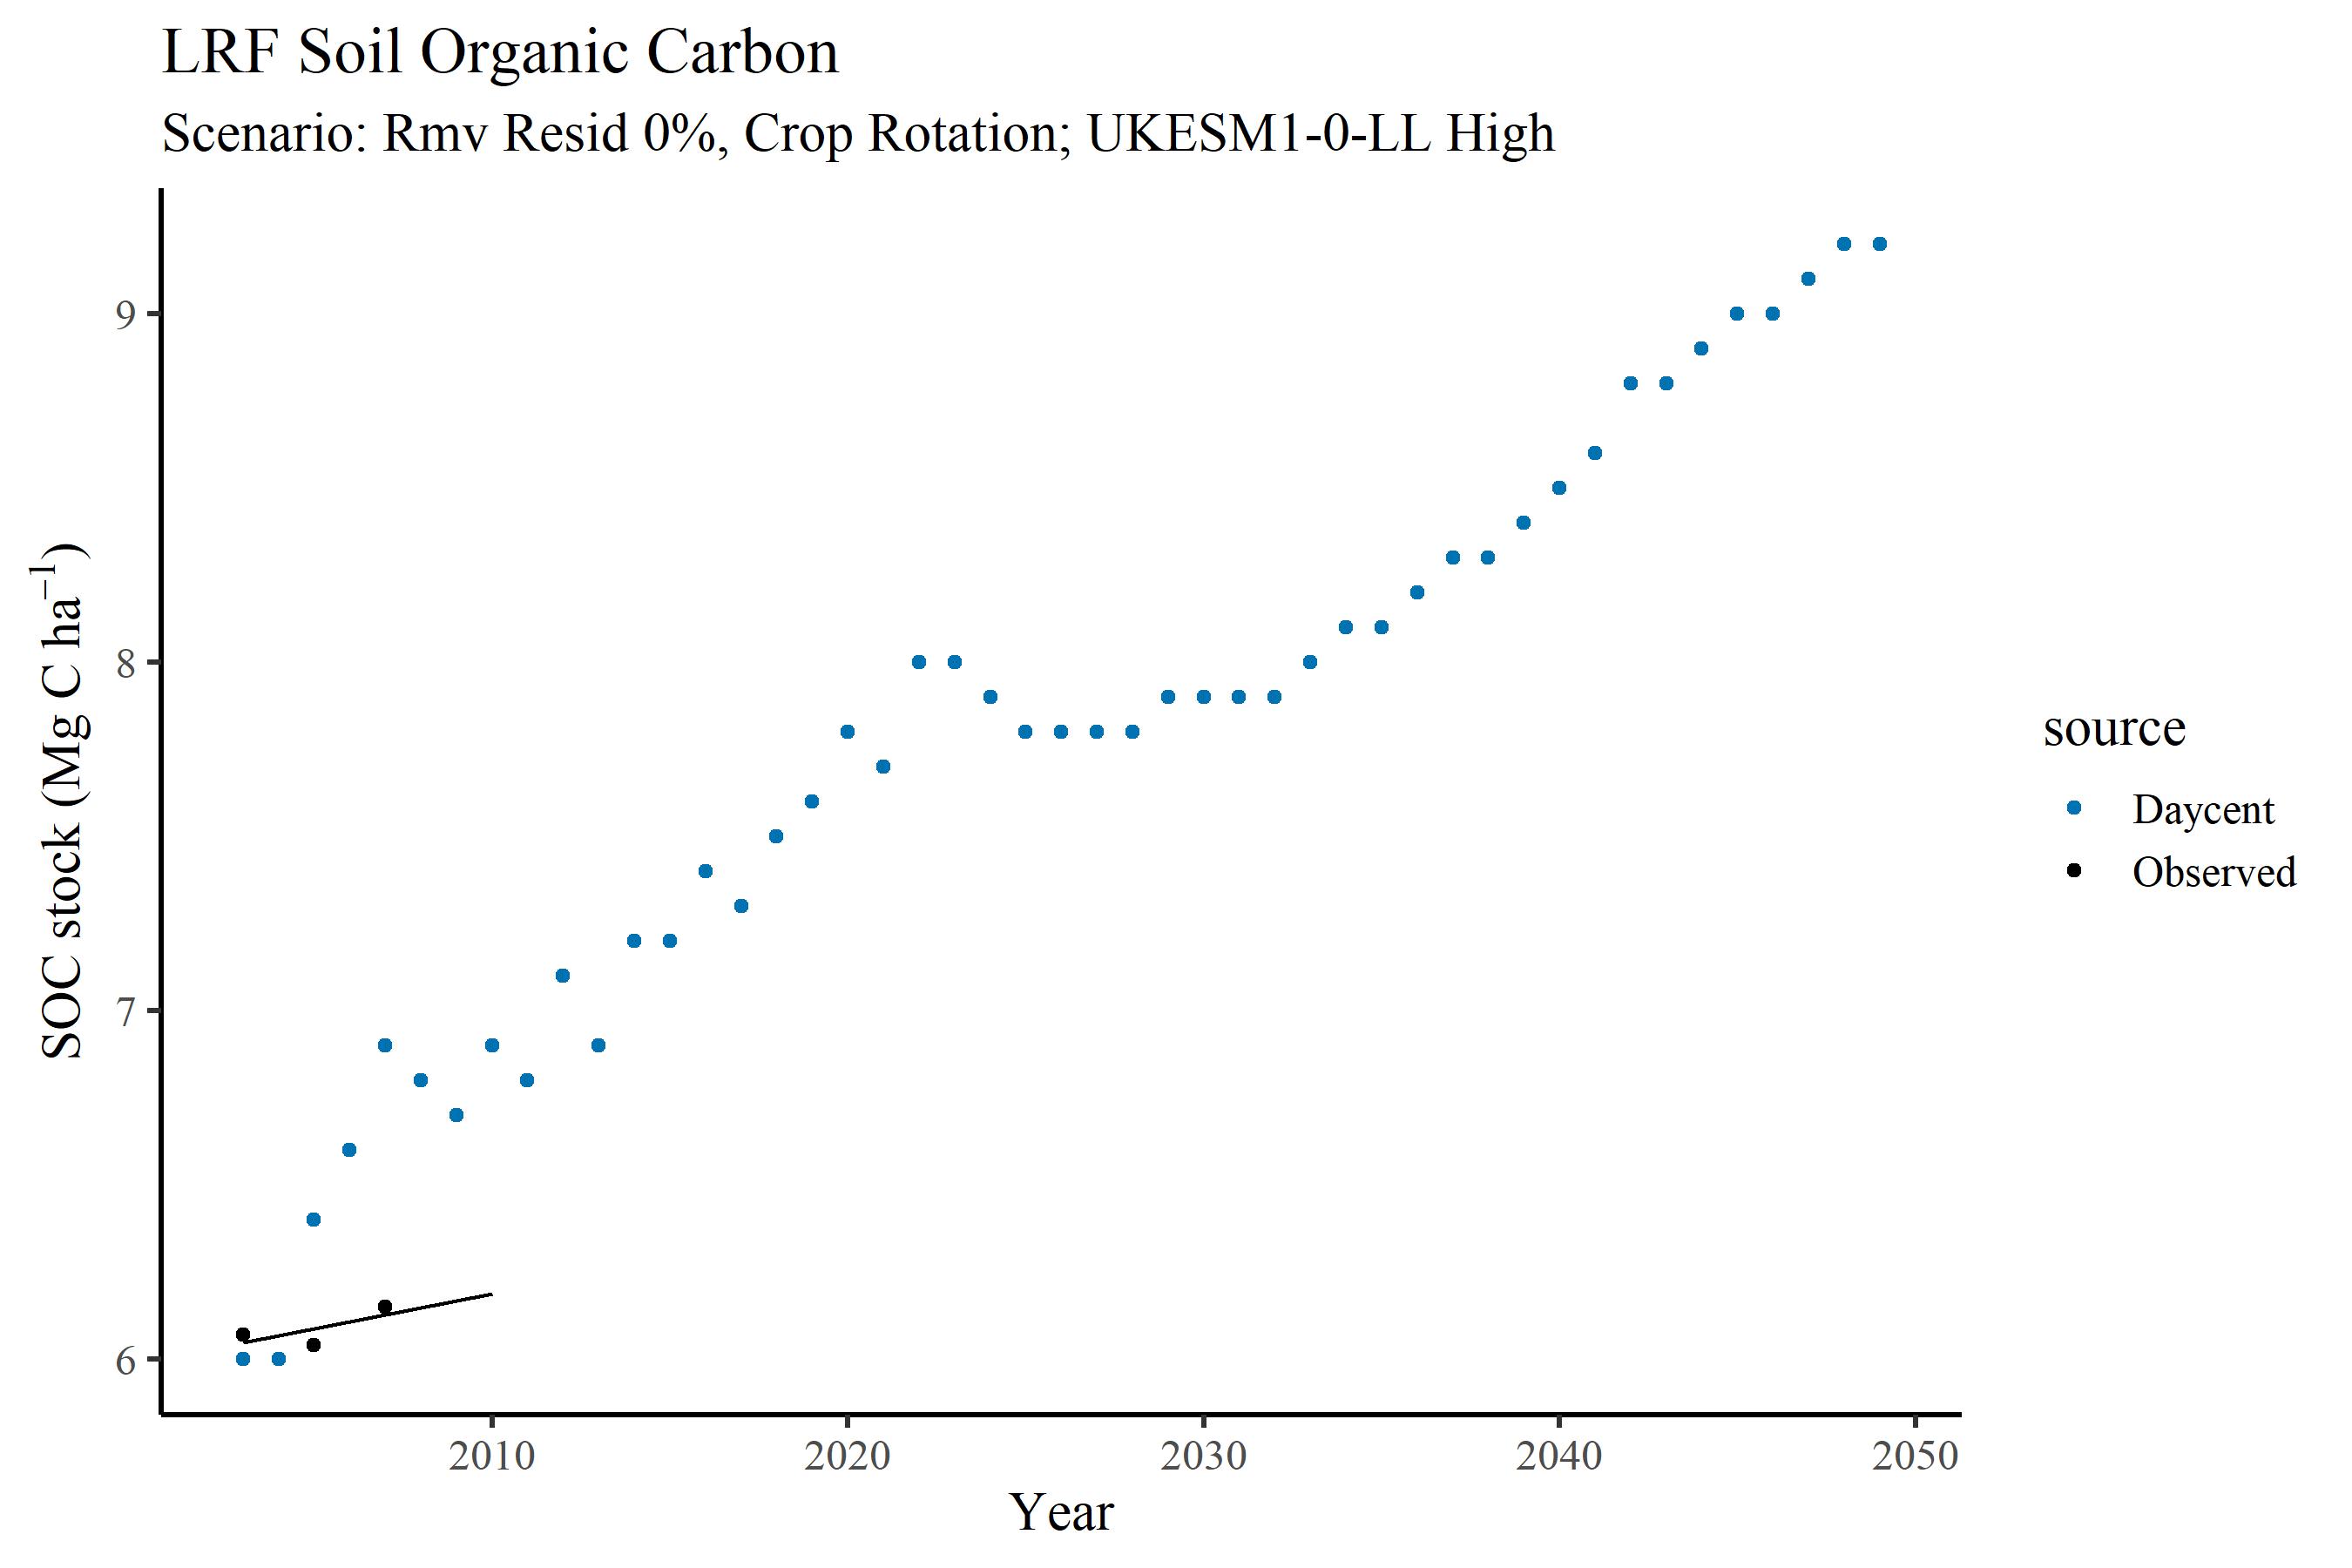 LRF Soil Organic Carbon
Scenario: Rmv Resid 0%, Crop Rotation; UKESM1-0-LL High
SOC stock (Mg C ha⁻¹)
9
8
7
6
2010 2020 2030 2040 2050
Year
source
Daycent
Observed